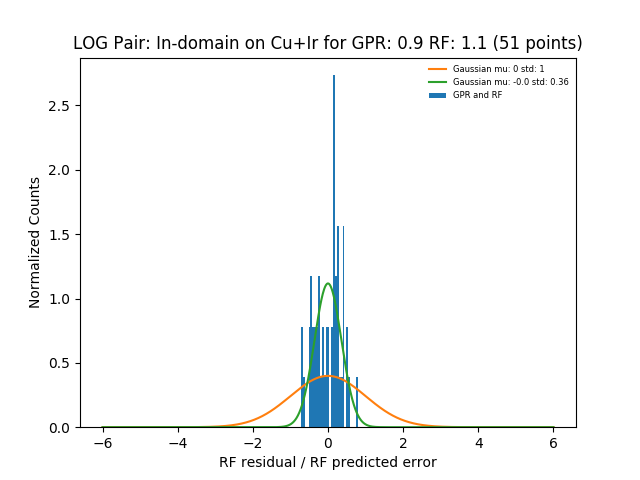 LOG Pair: In-domain on Cu+Ir for GPR: 0.9 RF: 1.1 (51 points)
Gaussian mu: 0 std: 1
Gaussian mu: -0.0 std: 0.36
GPR and RF
Normalized Counts
2.5
2.0
1.5
1.0
0.5
0.0
−6 −4 −2 0 2 4 6
RF residual / RF predicted error